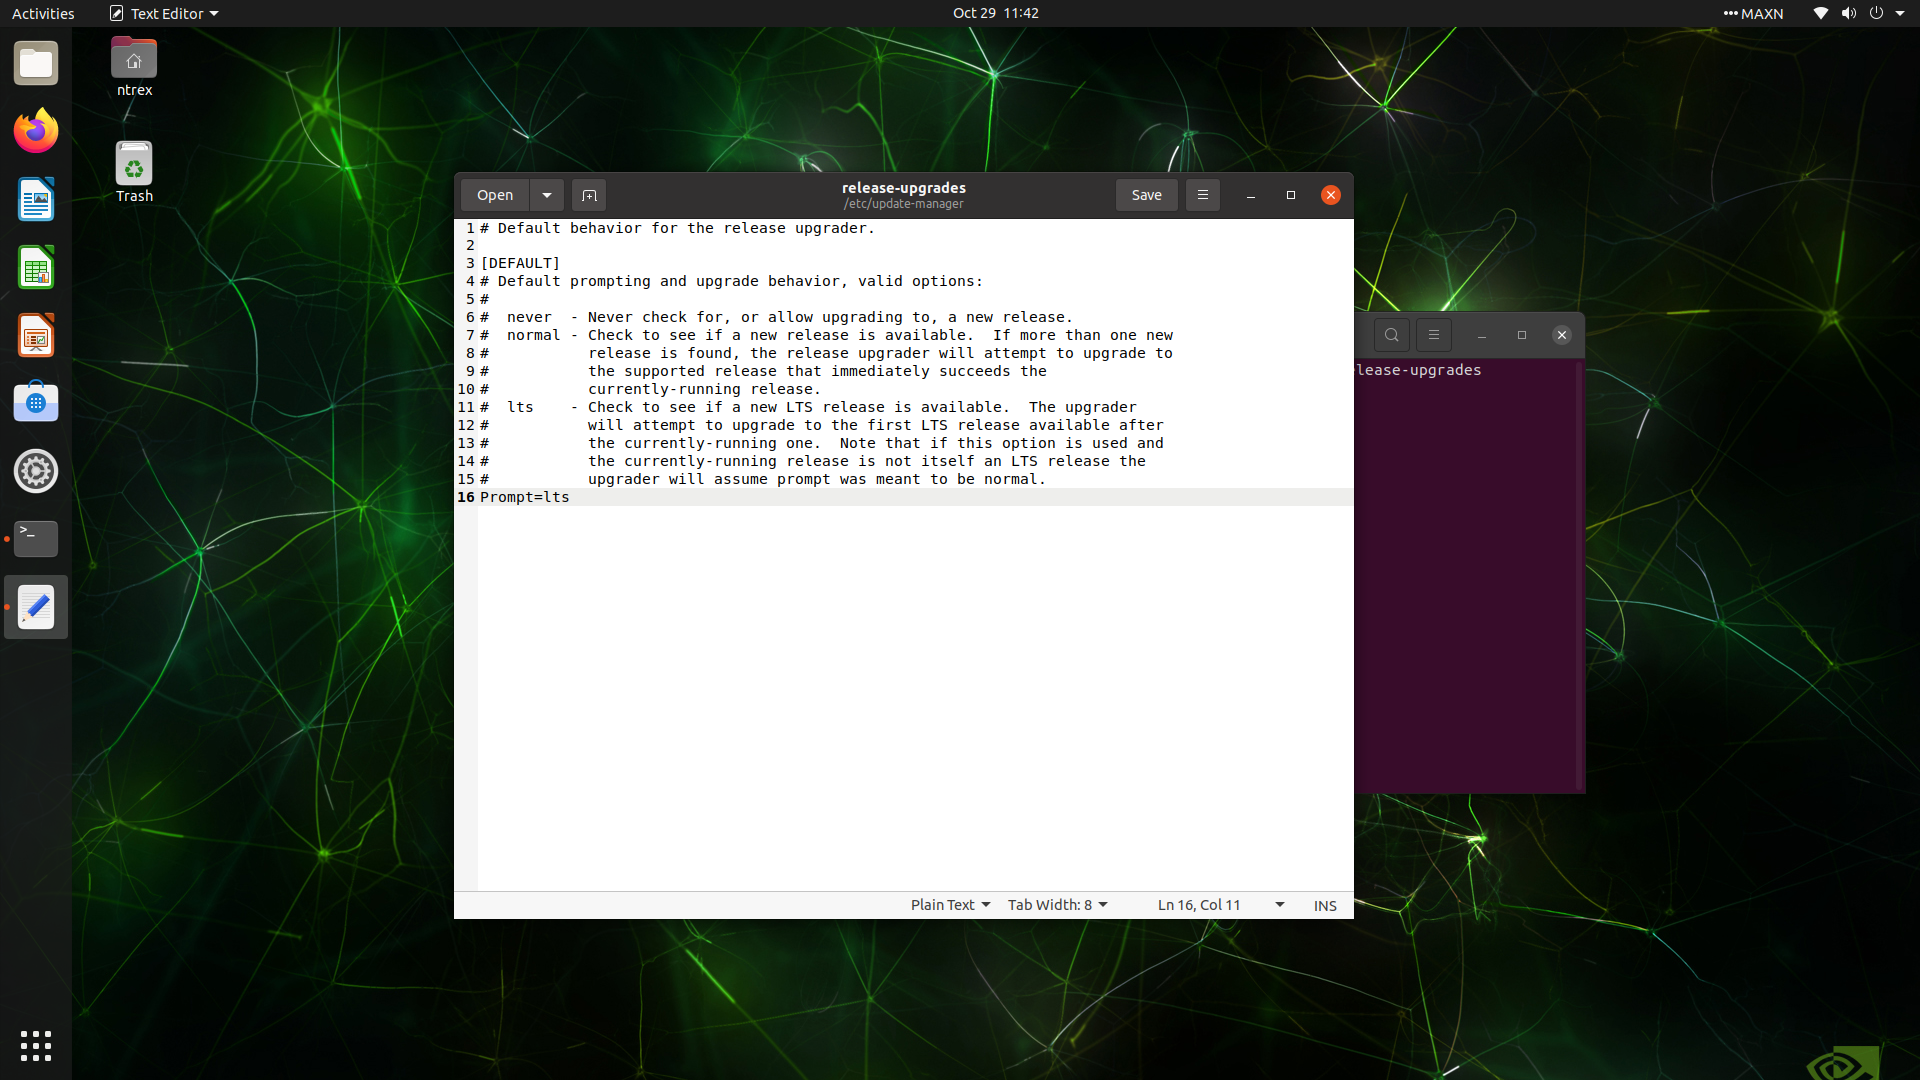 Activities
Text Editor
Oct 29 11:42
MAXN
ntrex
Trash
Open
release-upgrades
/etc/update-manager
Save
1 # Default behavior for the release upgrader.
2
3 [DEFAULT]
4 # Default prompting and upgrade behavior, valid options:
5 #
6 #  never  - Never check for, or allow upgrading to, a new release.
7 #  normal - Check to see if a new release is available.  If more than one new
8 #           release is found, the release upgrader will attempt to upgrade to
9 #           the supported release that immediately succeeds the
10 #           currently-running release.
11 #  lts    - Check to see if a new LTS release is available.  The upgrader
12 #           will attempt to upgrade to the first LTS release available after
13 #           the currently-running one.  Note that if this option is used and
14 #           the currently-running release is not itself an LTS release the
15 #           upgrader will assume prompt was meant to be normal.
16 Prompt=lts
lease-upgrades
Plain Text
Tab Width: 8
Ln 16, Col 11
INS